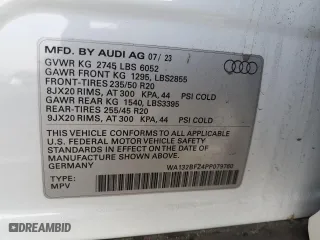 MFD. BY AUDI AG 07/ 23
GVWR KG 2745 LBS 6052
GAWR FRONT KG 1295, LBS2855
FRONT-TIRES235/50 R20
8JX20 RIMS, AT 300 KPA, 44 PSI COLD
GAWR REAR KG 1540, LBS3395
REAR-TIRES 255/45 R20
9JX20 RIMS, AT 300 KPA, 44 PSI COLD
THIS VEHICLE CONFORMS TO ALL APPLICABLE
FEDERAL MOTOR VEHICLE SAFETY STANDARDS
IN EFFECT ON THE DATE OF MANUFACTURE
SHOWN ABOVE.
GERMANY
TYPE:
MPV
CARFAST.EXPERT